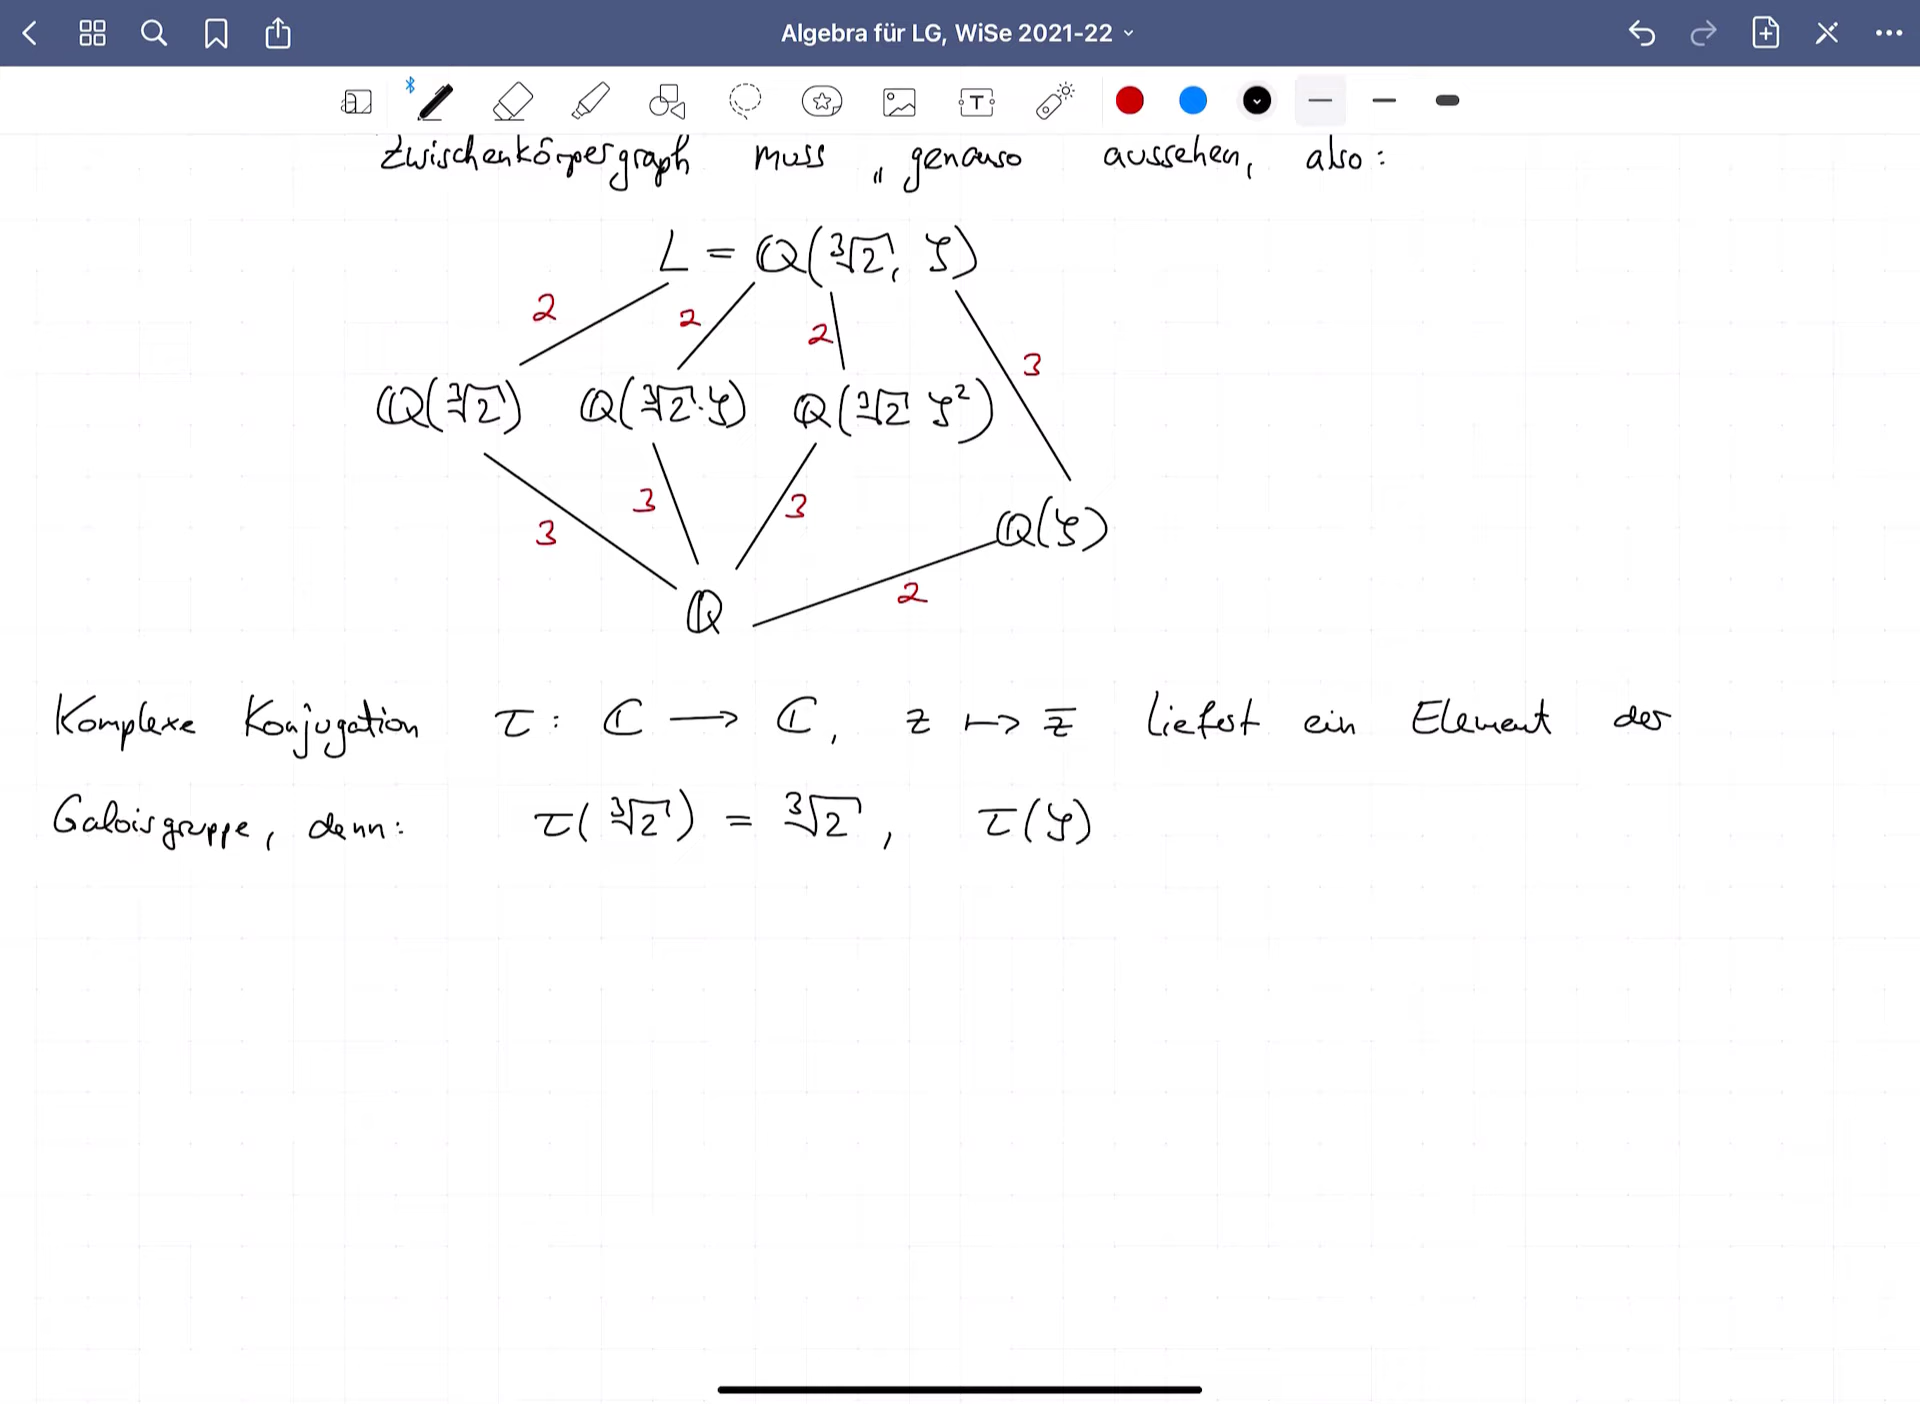 Algebra für LG, WiSe 2021-22
T
Zwischenkörpergraph muss „genauso aussehen, also:
L = ℚ(∛2, ζ)
2 2 2 3
ℚ(∛2) ℚ(∛2·ζ) ℚ(∛2 ζ²)
3 3 3 ℚ(ζ)
ℚ 2
Komplexe Konjugation τ: ℂ → ℂ, z ↦ z̅ liefert ein Element der
Galoisgruppe, denn: τ(∛2) = ∛2, τ(ζ)